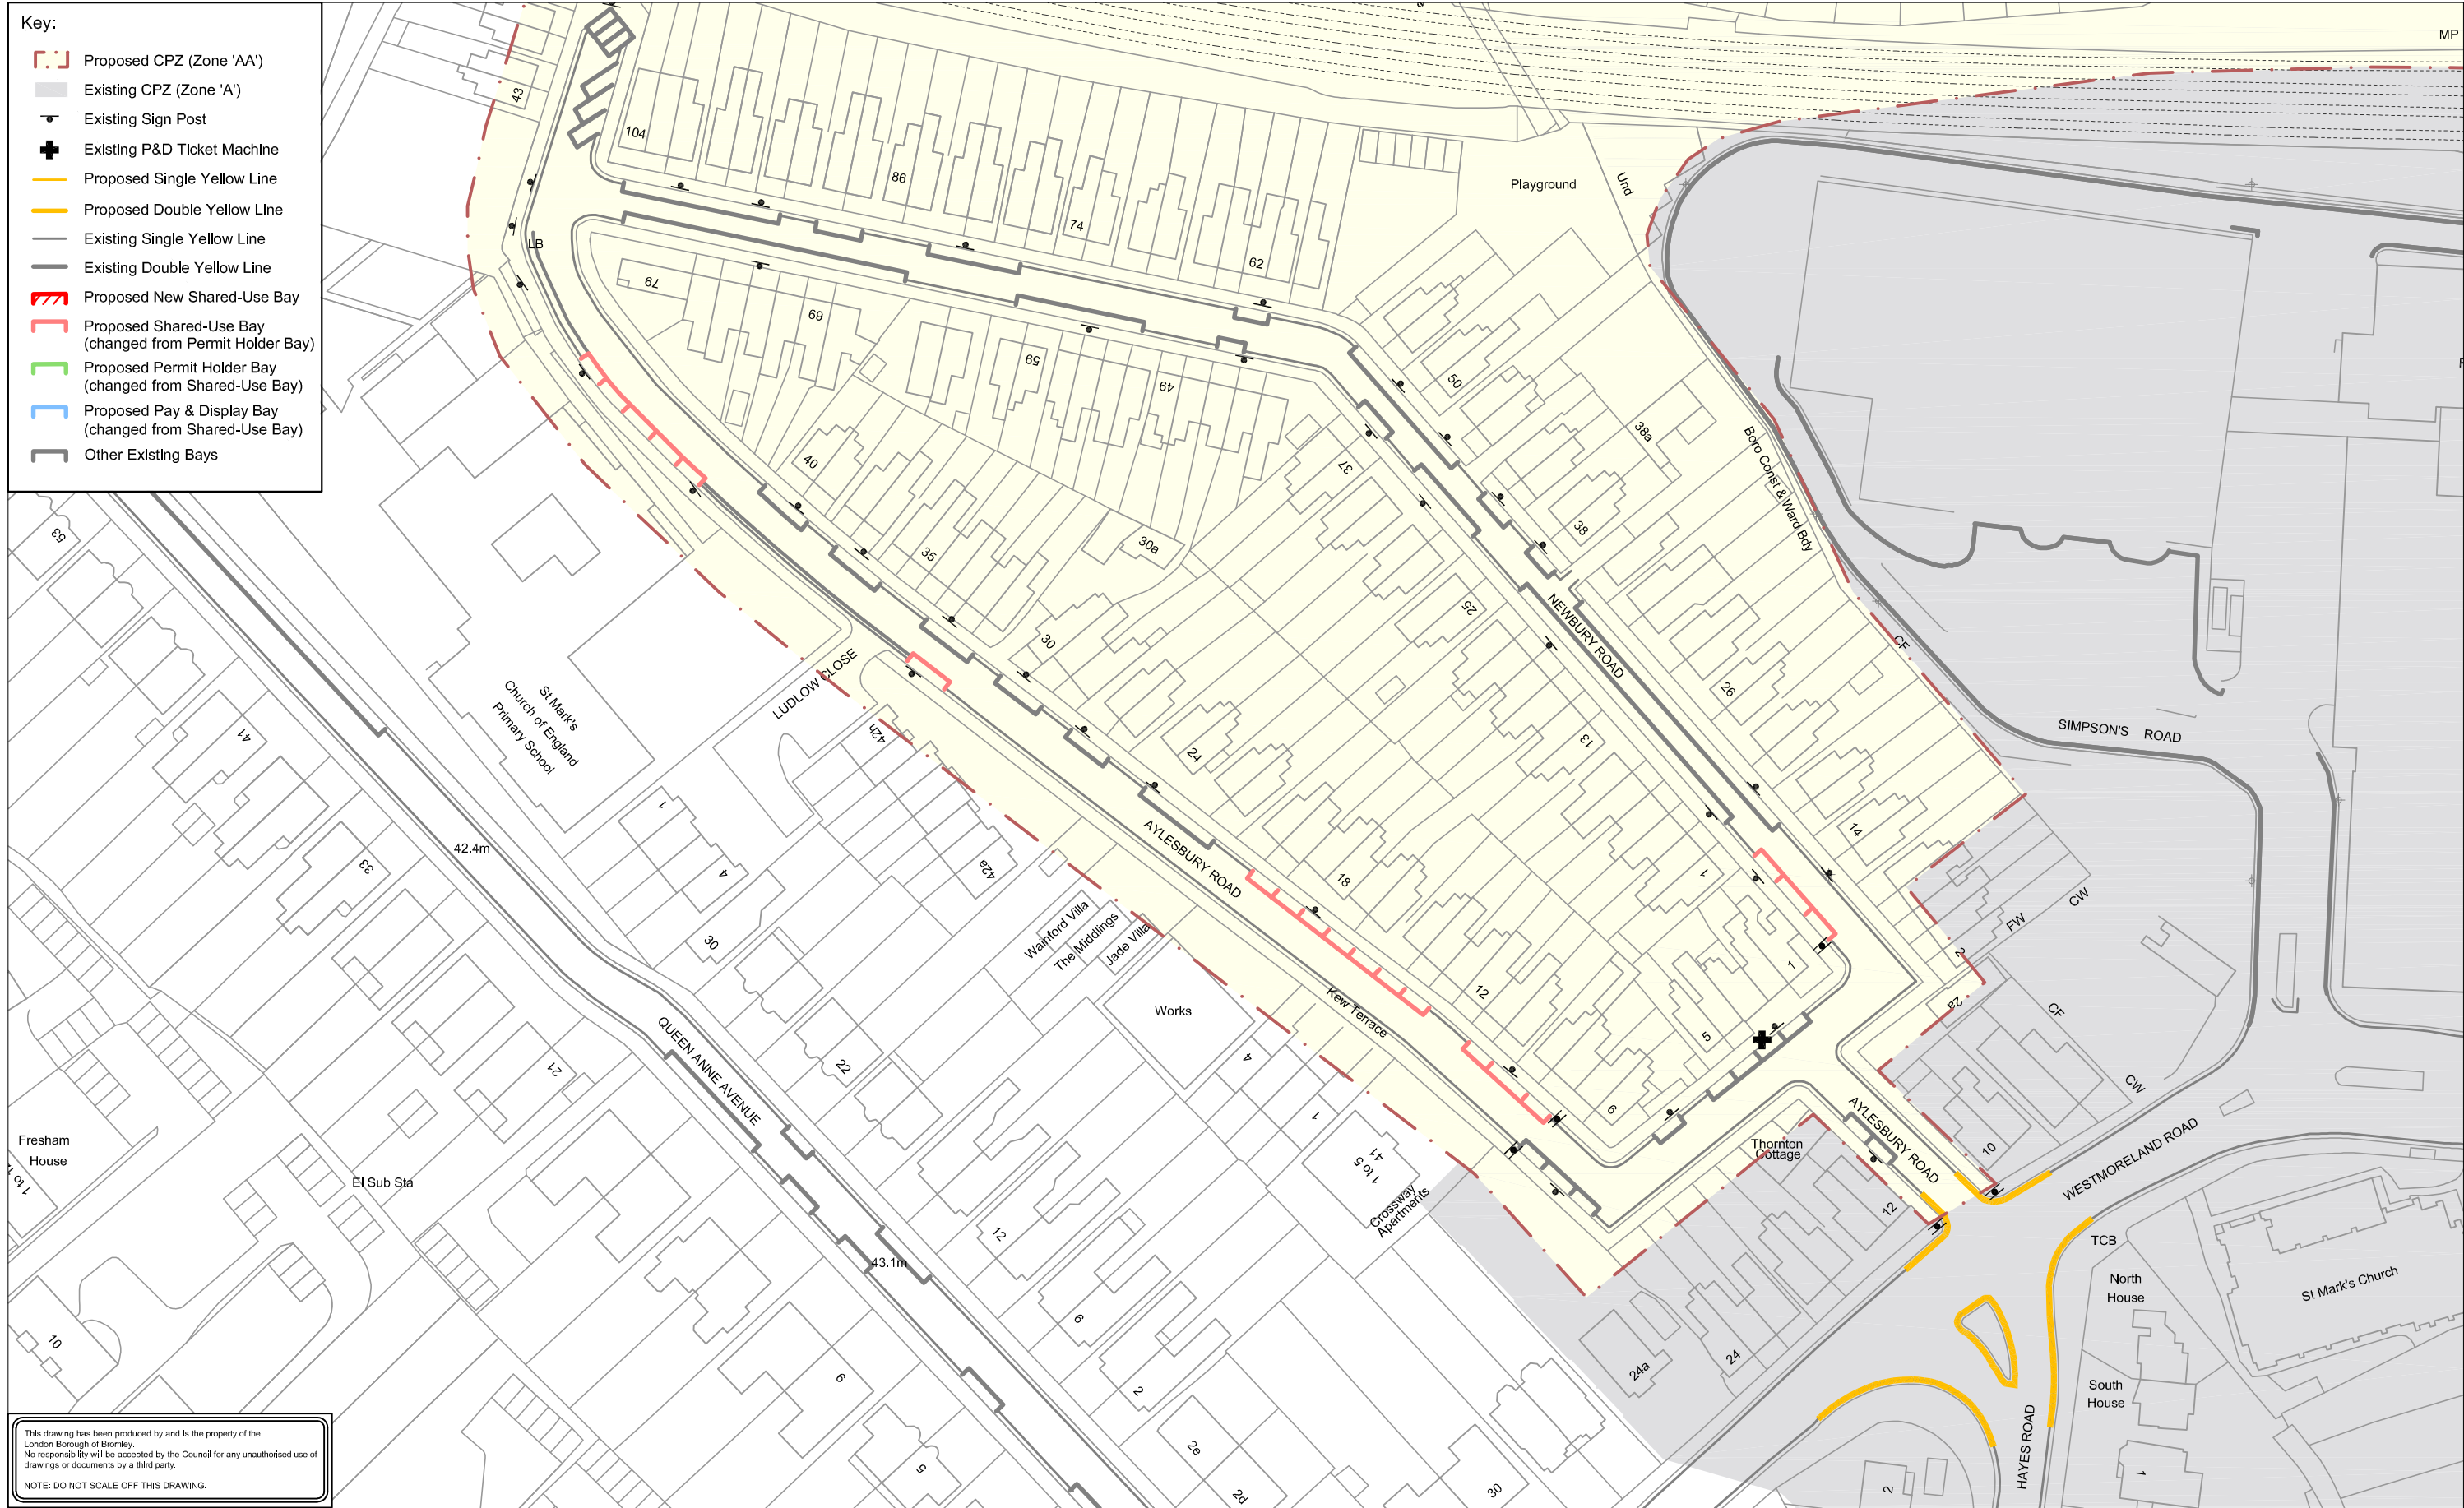 Key:
Proposed CPZ (Zone 'AA')
Existing CPZ (Zone 'A')
Existing Sign Post
Existing P&D Ticket Machine
Proposed Single Yellow Line
Proposed Double Yellow Line
Existing Single Yellow Line
Existing Double Yellow Line
Proposed New Shared-Use Bay
Proposed Shared-Use Bay
(changed from Permit Holder Bay)
Proposed Permit Holder Bay
(changed from Shared-Use Bay)
Proposed Pay & Display Bay
(changed from Shared-Use Bay)
Other Existing Bays
MP
43
104
86
74
62
Playground
Und
LB
79
69
59
49
50
38a
38
37
40
35
30a
30
25
Boro Const & Ward Bdy
NEWBURY ROAD
CF
26
SIMPSON'S ROAD
13
24
14
53
41
33
42.4m
St Mark's
Church of England
Primary School
LUDLOW CLOSE
42h
42a
1
4
30
AYLESBURY ROAD
18
1
12
Wainford Villa
The Middlings
Jade Villa
Works
Kew Terrace
1
5
6
2
2a
FW
CW
CF
CW
10
QUEEN ANNE AVENUE
22
21
4
1
1 to 5
41
Crossway
Apartments
Thornton
Cottage
AYLESBURY ROAD
12
WESTMORELAND ROAD
Fresham
House
1 to 11
El Sub Sta
12
43.1m
6
2
2e
2d
10
6
5
24a
24
30
TCB
North
House
South
House
St Mark's Church
HAYES ROAD
2
1
This drawing has been produced by and is the property of the
London Borough of Bromley.
No responsibility will be accepted by the Council for any unauthorised use of
drawings or documents by a third party.
NOTE: DO NOT SCALE OFF THIS DRAWING.